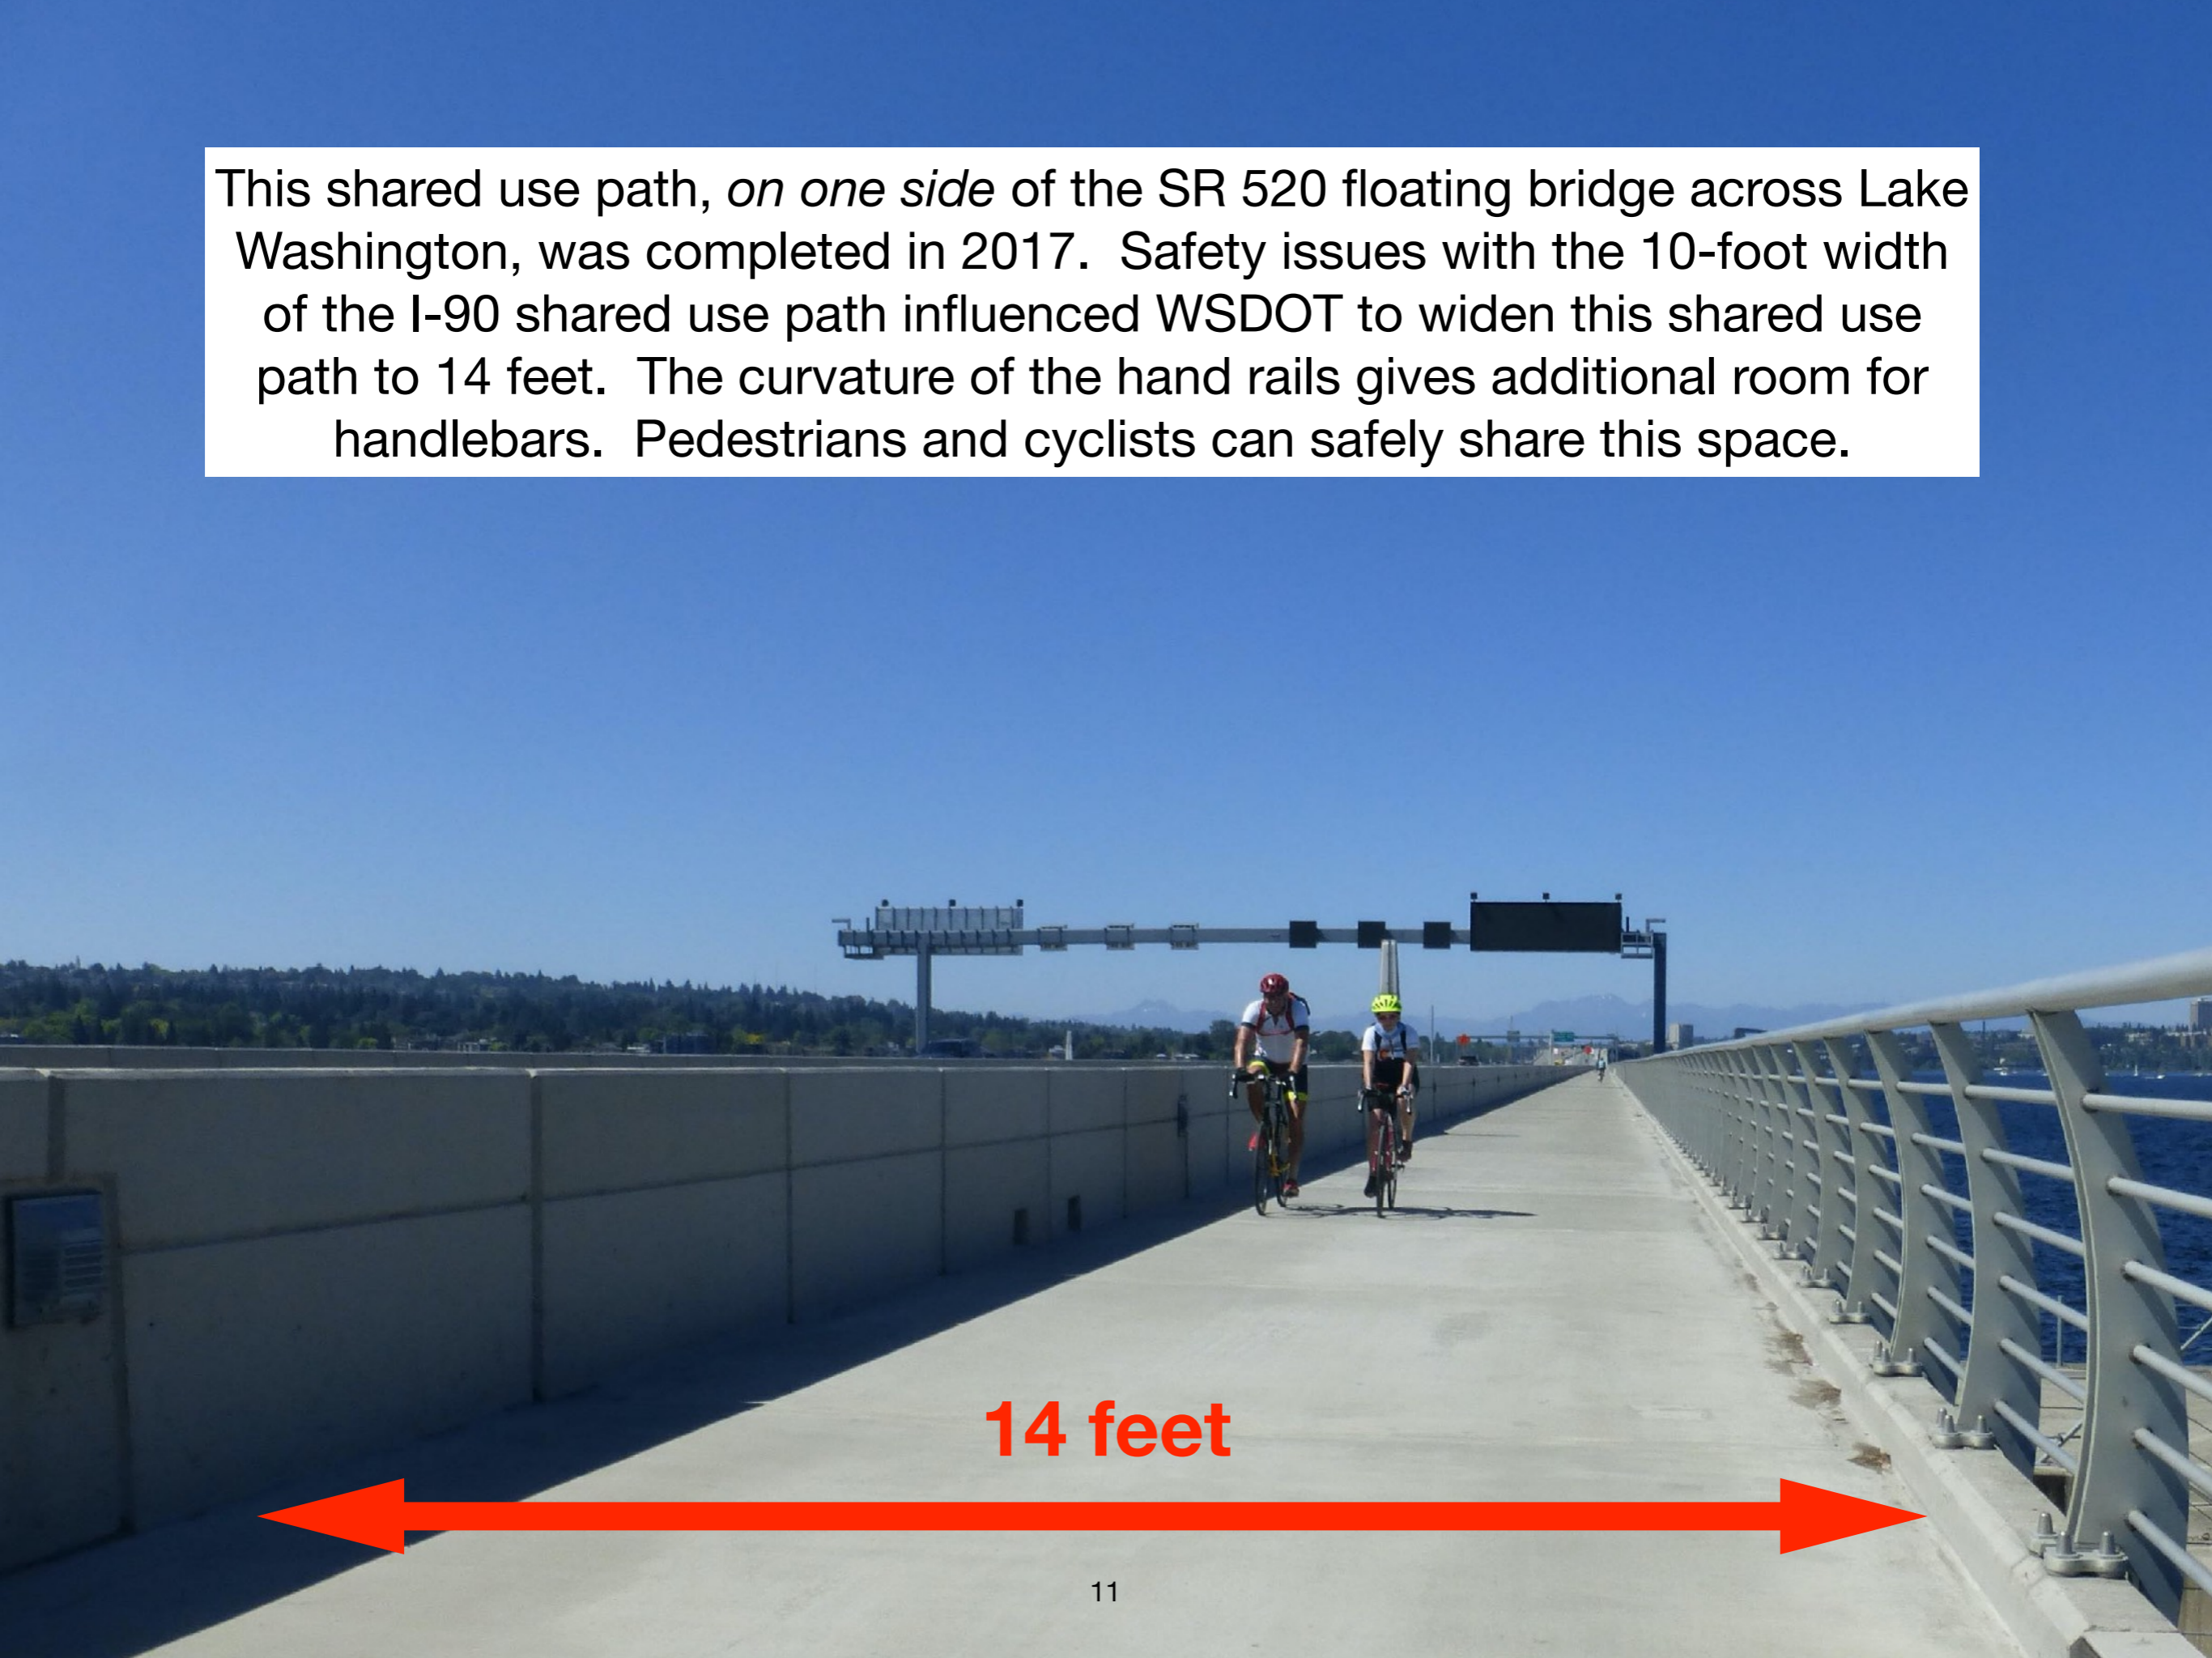 This shared use path, on one side of the SR 520 floating bridge across Lake
Washington, was completed in 2017.  Safety issues with the 10-foot width
of the I-90 shared use path influenced WSDOT to widen this shared use
path to 14 feet.  The curvature of the hand rails gives additional room for
handlebars.  Pedestrians and cyclists can safely share this space.
14 feet
11